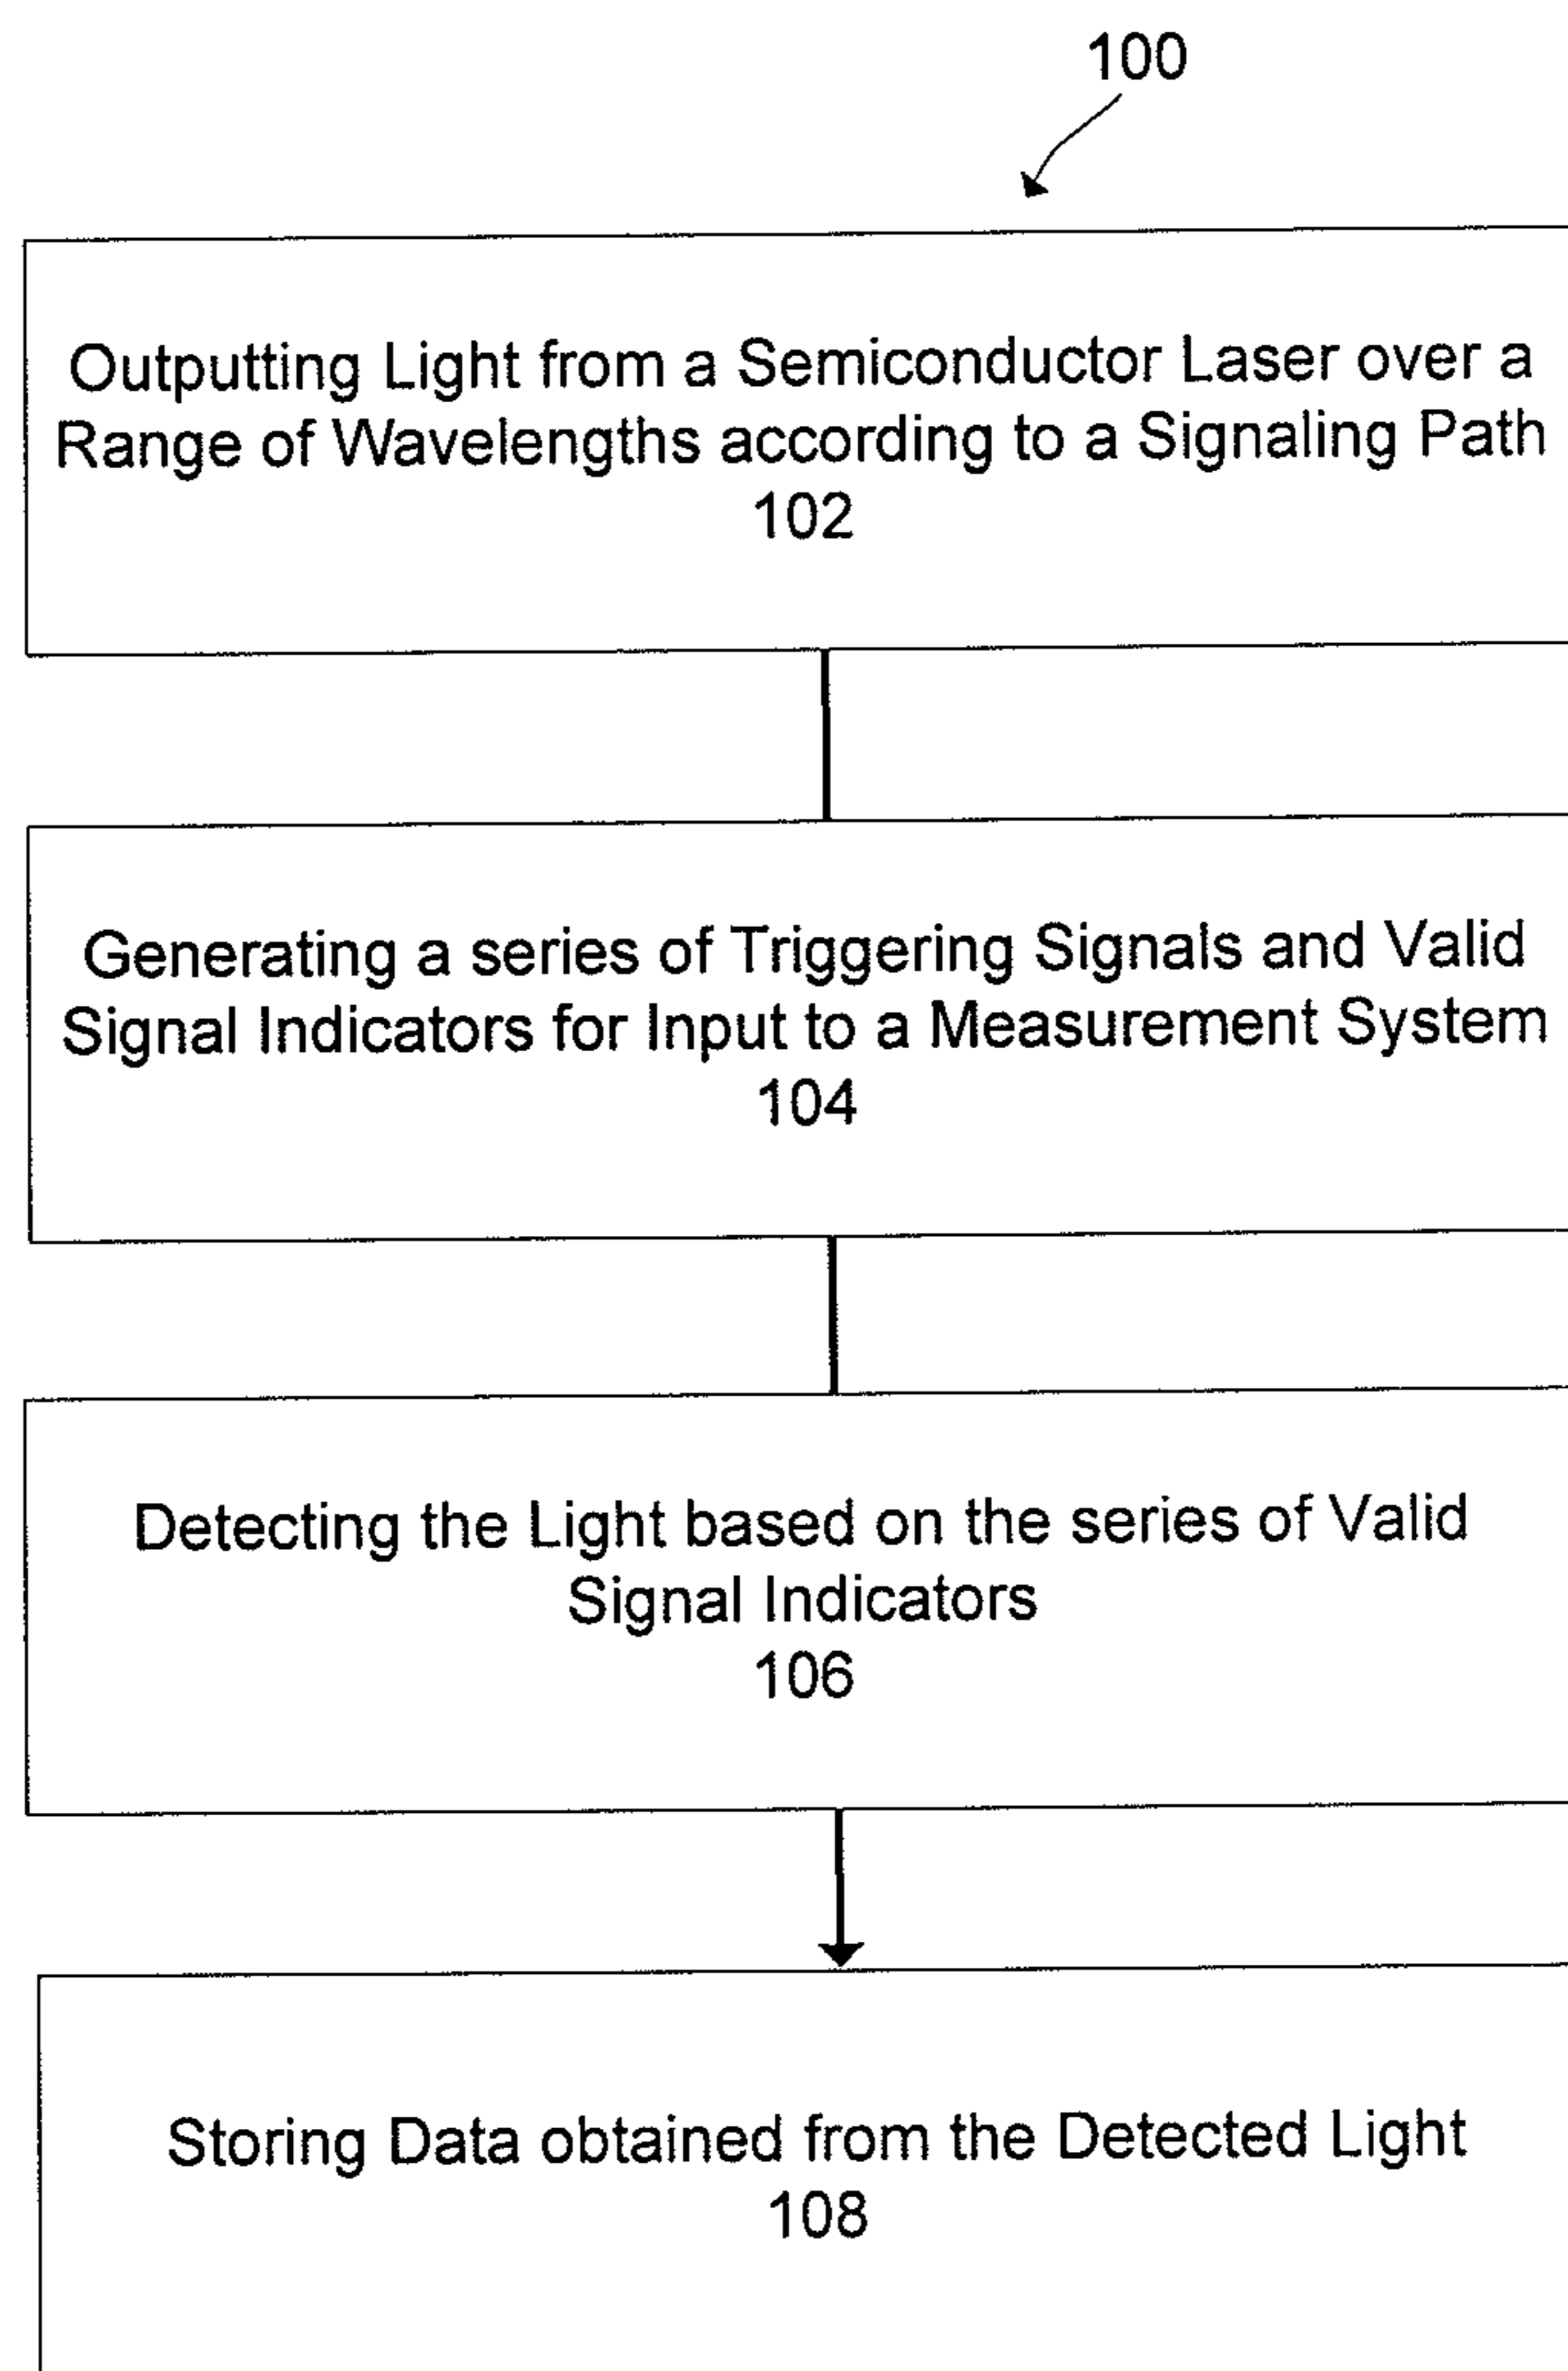 100
Outputting Light from a Semiconductor Laser over a
Range of Wavelengths according to a Signaling Path
102
Generating a series of Triggering Signals and Valid
Signal Indicators for Input to a Measurement System
104
Detecting the Light based on the series of Valid
Signal Indicators
106
Storing Data obtained from the Detected Light
108